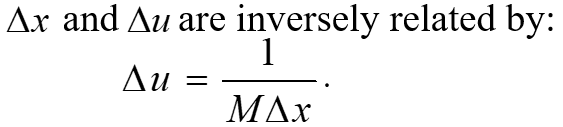 Δx and Δu are inversely related by:
Δu = 1 / MΔx .